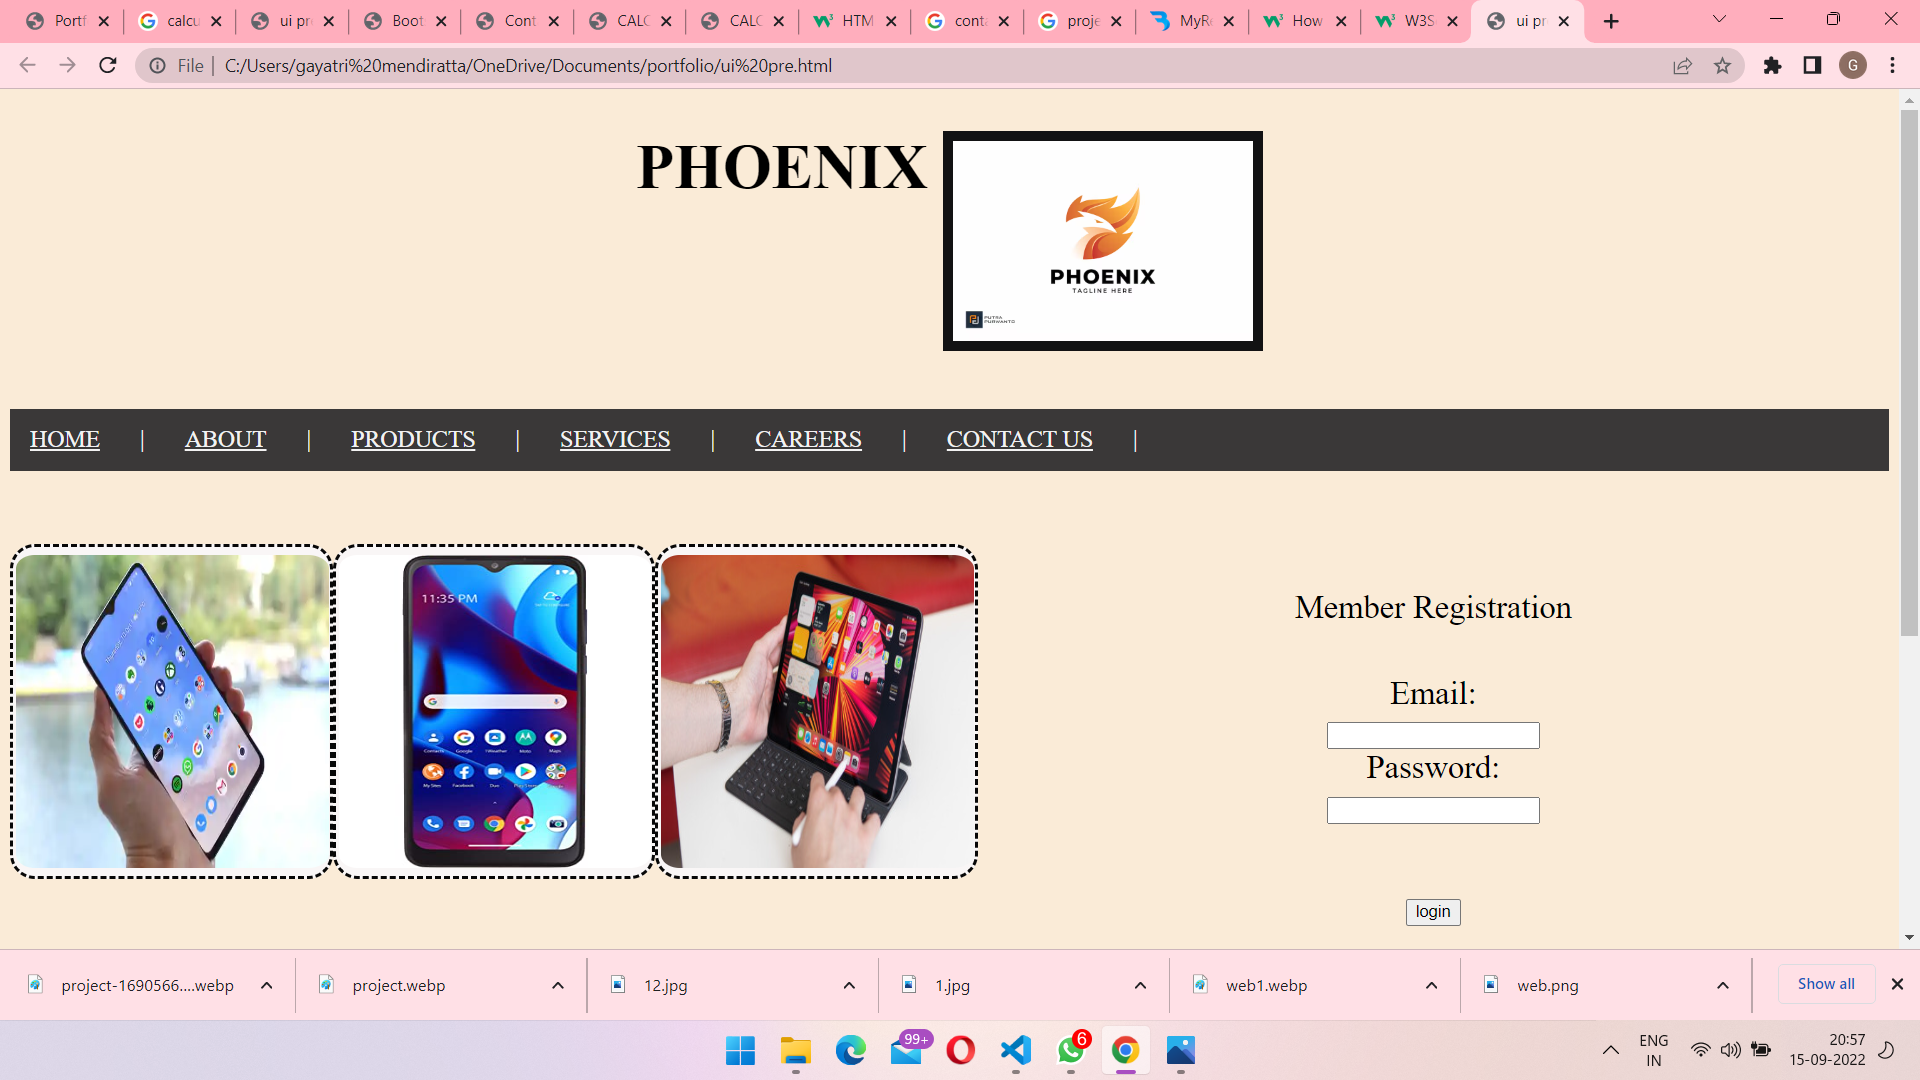 Portf
calcu
ui pre
Boot
Cont
CALC
CALC
HTM
conta
proje
MyRe
How
W3S
ui pr
File
C:/Users/gayatri%20mendiratta/OneDrive/Documents/portfolio/ui%20pre.html
G
PHOENIX
PHOENIX
TAGLINE HERE
PUTRA
PURWANTO
HOME | ABOUT | PRODUCTS | SERVICES | CAREERS | CONTACT US |
11:35 PM
Member Registration
Email:
Password:
login
project-1690566....webp
project.webp
12.jpg
1.jpg
web1.webp
web.png
Show all
99+
6
ENG
IN
20:57
15-09-2022